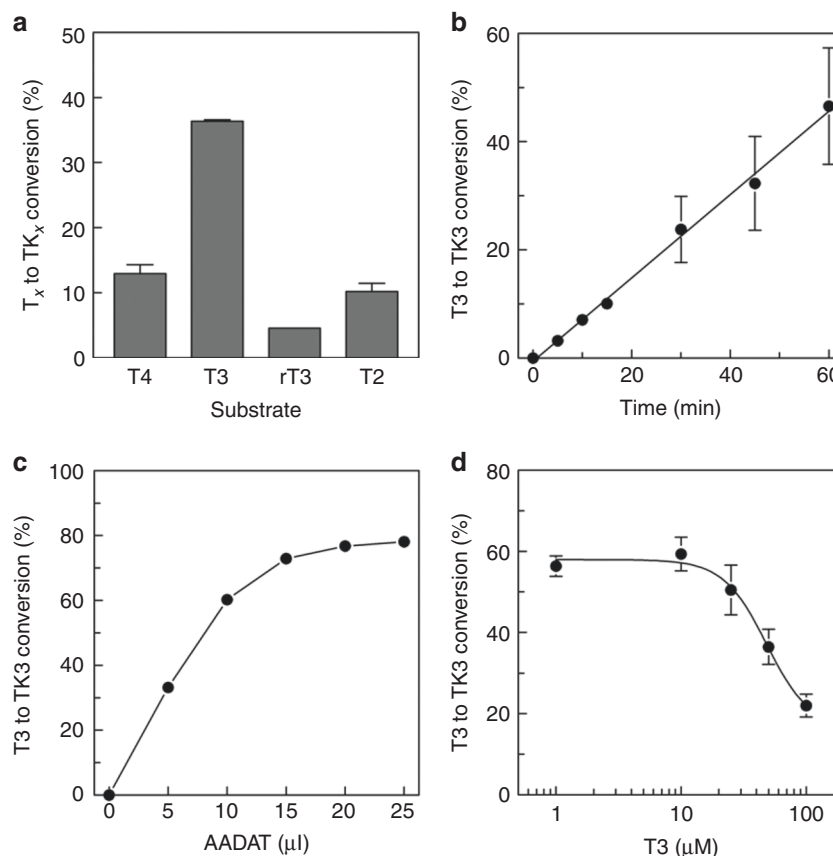 a
T_x to TK_x conversion (%)
50
40
30
20
10
0
T4 T3 rT3 T2
Substrate
b
T3 to TK3 conversion (%)
60
40
20
0
0 20 40 60
Time (min)
c
T3 to TK3 conversion (%)
100
80
60
40
20
0
0 5 10 15 20 25
AADAT (μl)
d
T3 to TK3 conversion (%)
80
60
40
20
0
1 10 100
T3 (μM)